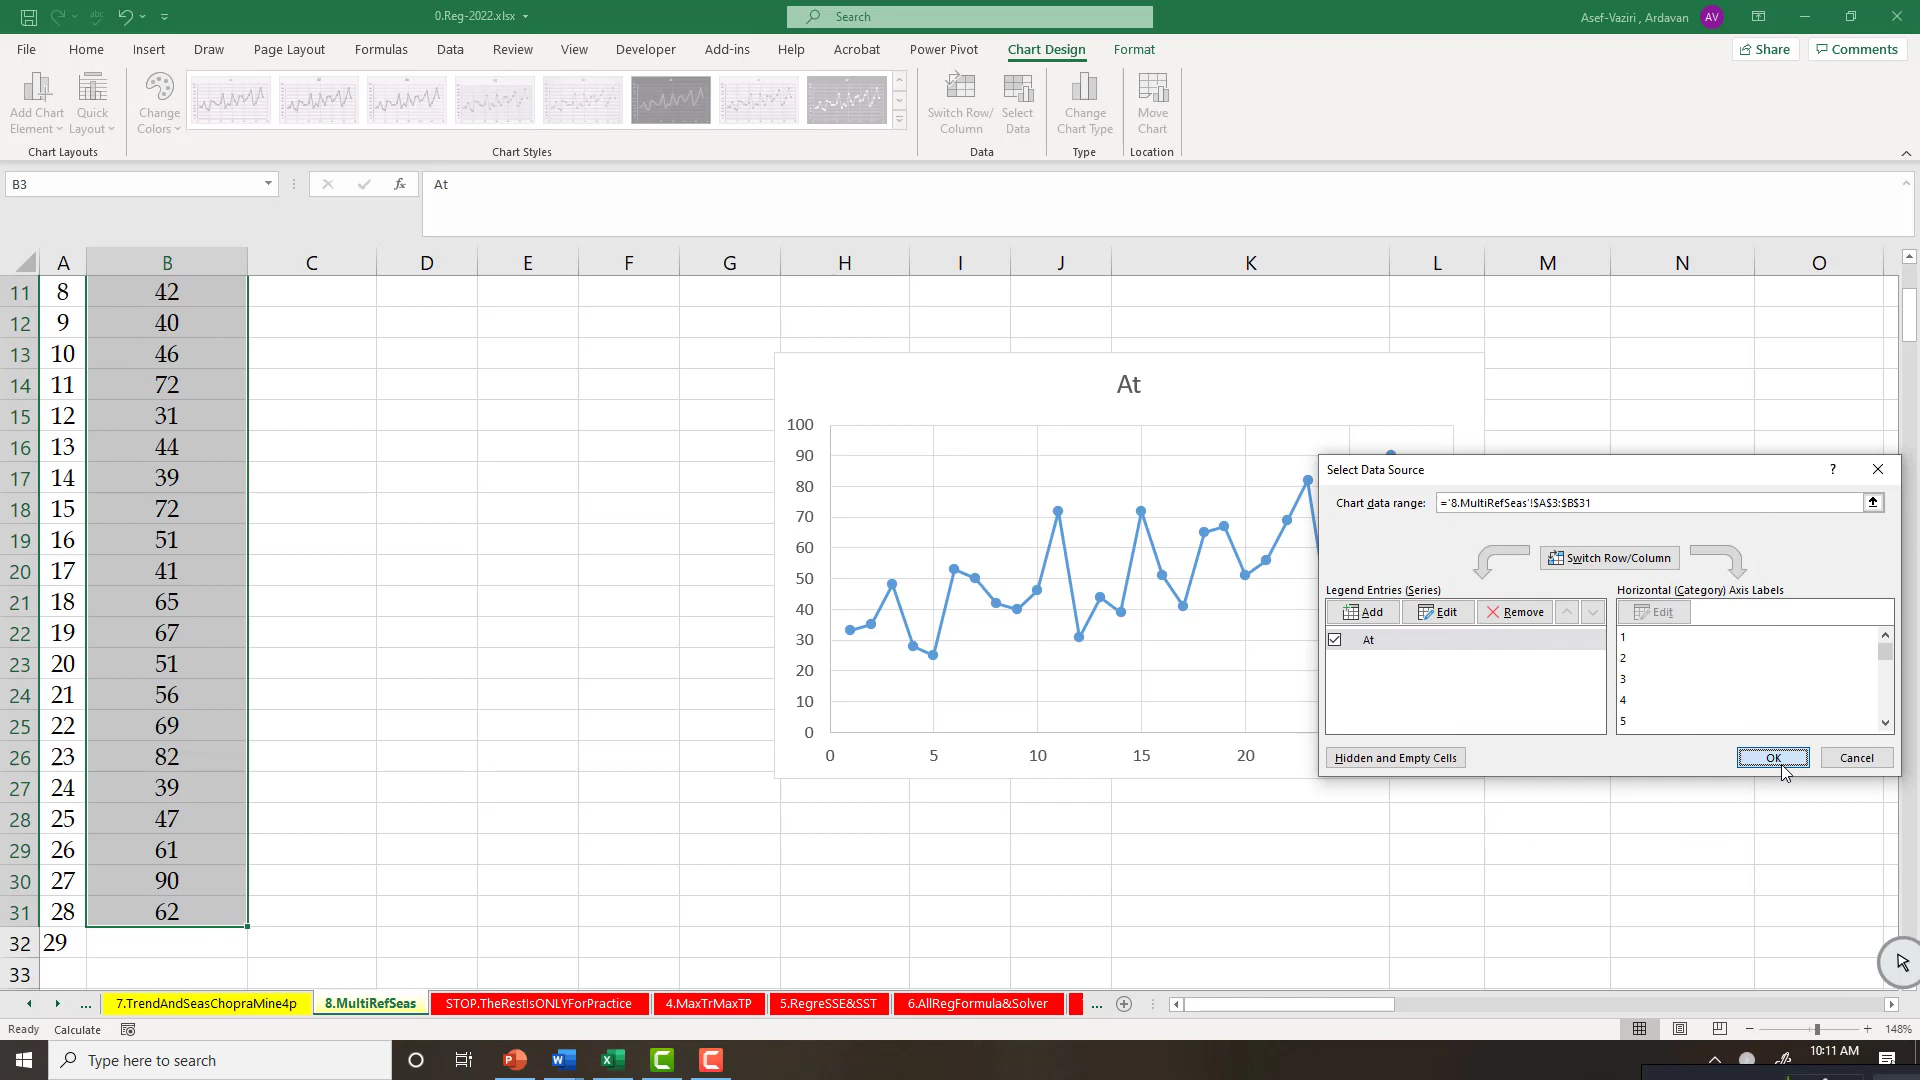 0.Reg-2022.xlsx
Search
Asef-Vaziri , Ardavan AV
File Home Insert Draw Page Layout Formulas Data Review View Developer Add-ins Help Acrobat Power Pivot Chart Design Format Share Comments
Add Chart Element
Quick Layout
Change Colors
Switch Row/ Column
Select Data
Change Chart Type
Move Chart
Chart Layouts Chart Styles Data Type Location
B3 fx At
A B C D E F G H I J K L M N O
11 8 42
12 9 40
13 10 46
14 11 72
15 12 31
16 13 44
17 14 39
18 15 72
19 16 51
20 17 41
21 18 65
22 19 67
23 20 51
24 21 56
25 22 69
26 23 82
27 24 39
28 25 47
29 26 61
30 27 90
31 28 62
32 29
33
At
100
90
80
70
60
50
40
30
20
10
0
0 5 10 15 20
Select Data Source ?
Chart data range: ='8.MultiRefSeas'!$A$3:$B$31
Switch Row/Column
Legend Entries (Series) Horizontal (Category) Axis Labels
Add Edit Remove Edit
At
1
2
3
4
5
Hidden and Empty Cells OK Cancel
... 7.TrendAndSeasChopraMine4p 8.MultiRefSeas STOP.TheRestIsONLYForPractice 4.MaxTrMaxTP 5.RegreSSE&SST 6.AllRegFormula&Solver ...
Ready Calculate 148%
Type here to search
10:11 AM